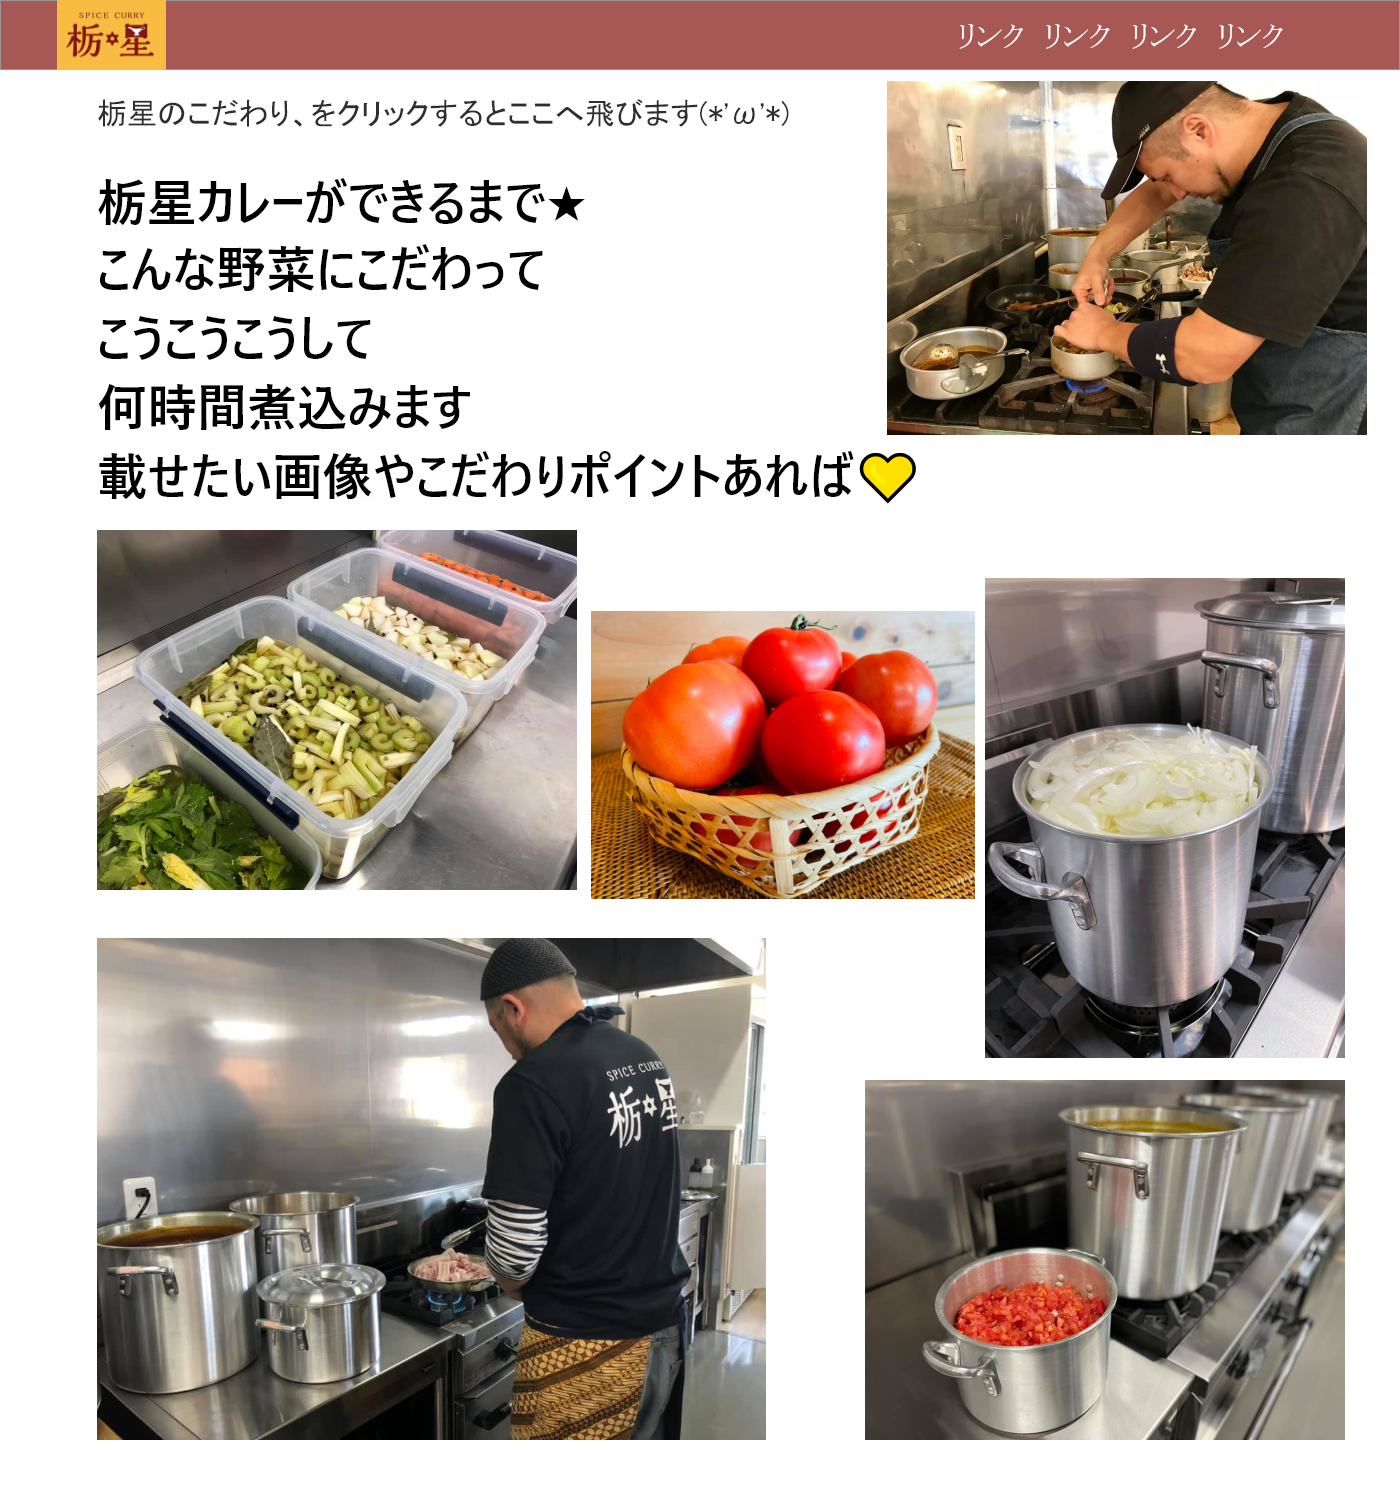 SPICE CURRY
栃✡星
リンク リンク リンク リンク
栃星のこだわり、をクリックするとここへ飛びます(*'ω'*)
栃星カレーができるまで★
こんな野菜にこだわって
こうこうこうして
何時間煮込みます
載せたい画像やこだわりポイントあれば💛
SPICE CURRY
栃✡星